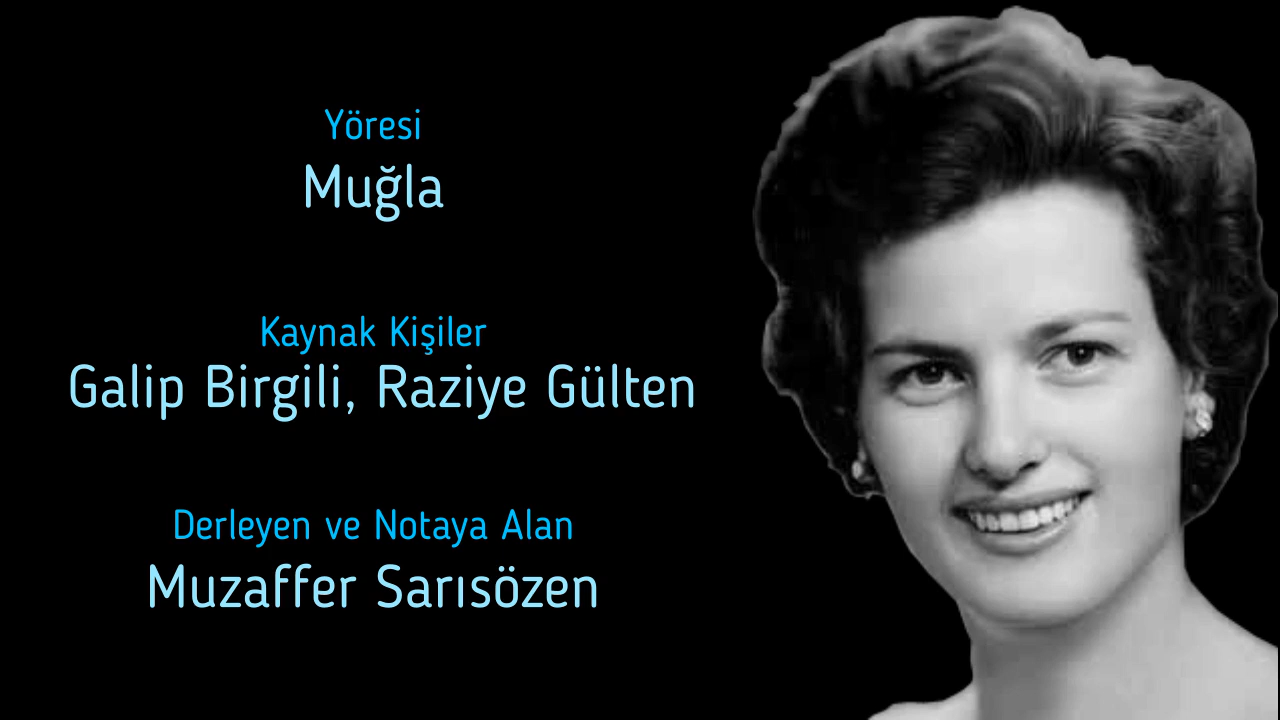 Yöresi
Muğla
Kaynak Kişiler
Galip Birgili, Raziye Gülten
Derleyen ve Notaya Alan
Muzaffer Sarısözen